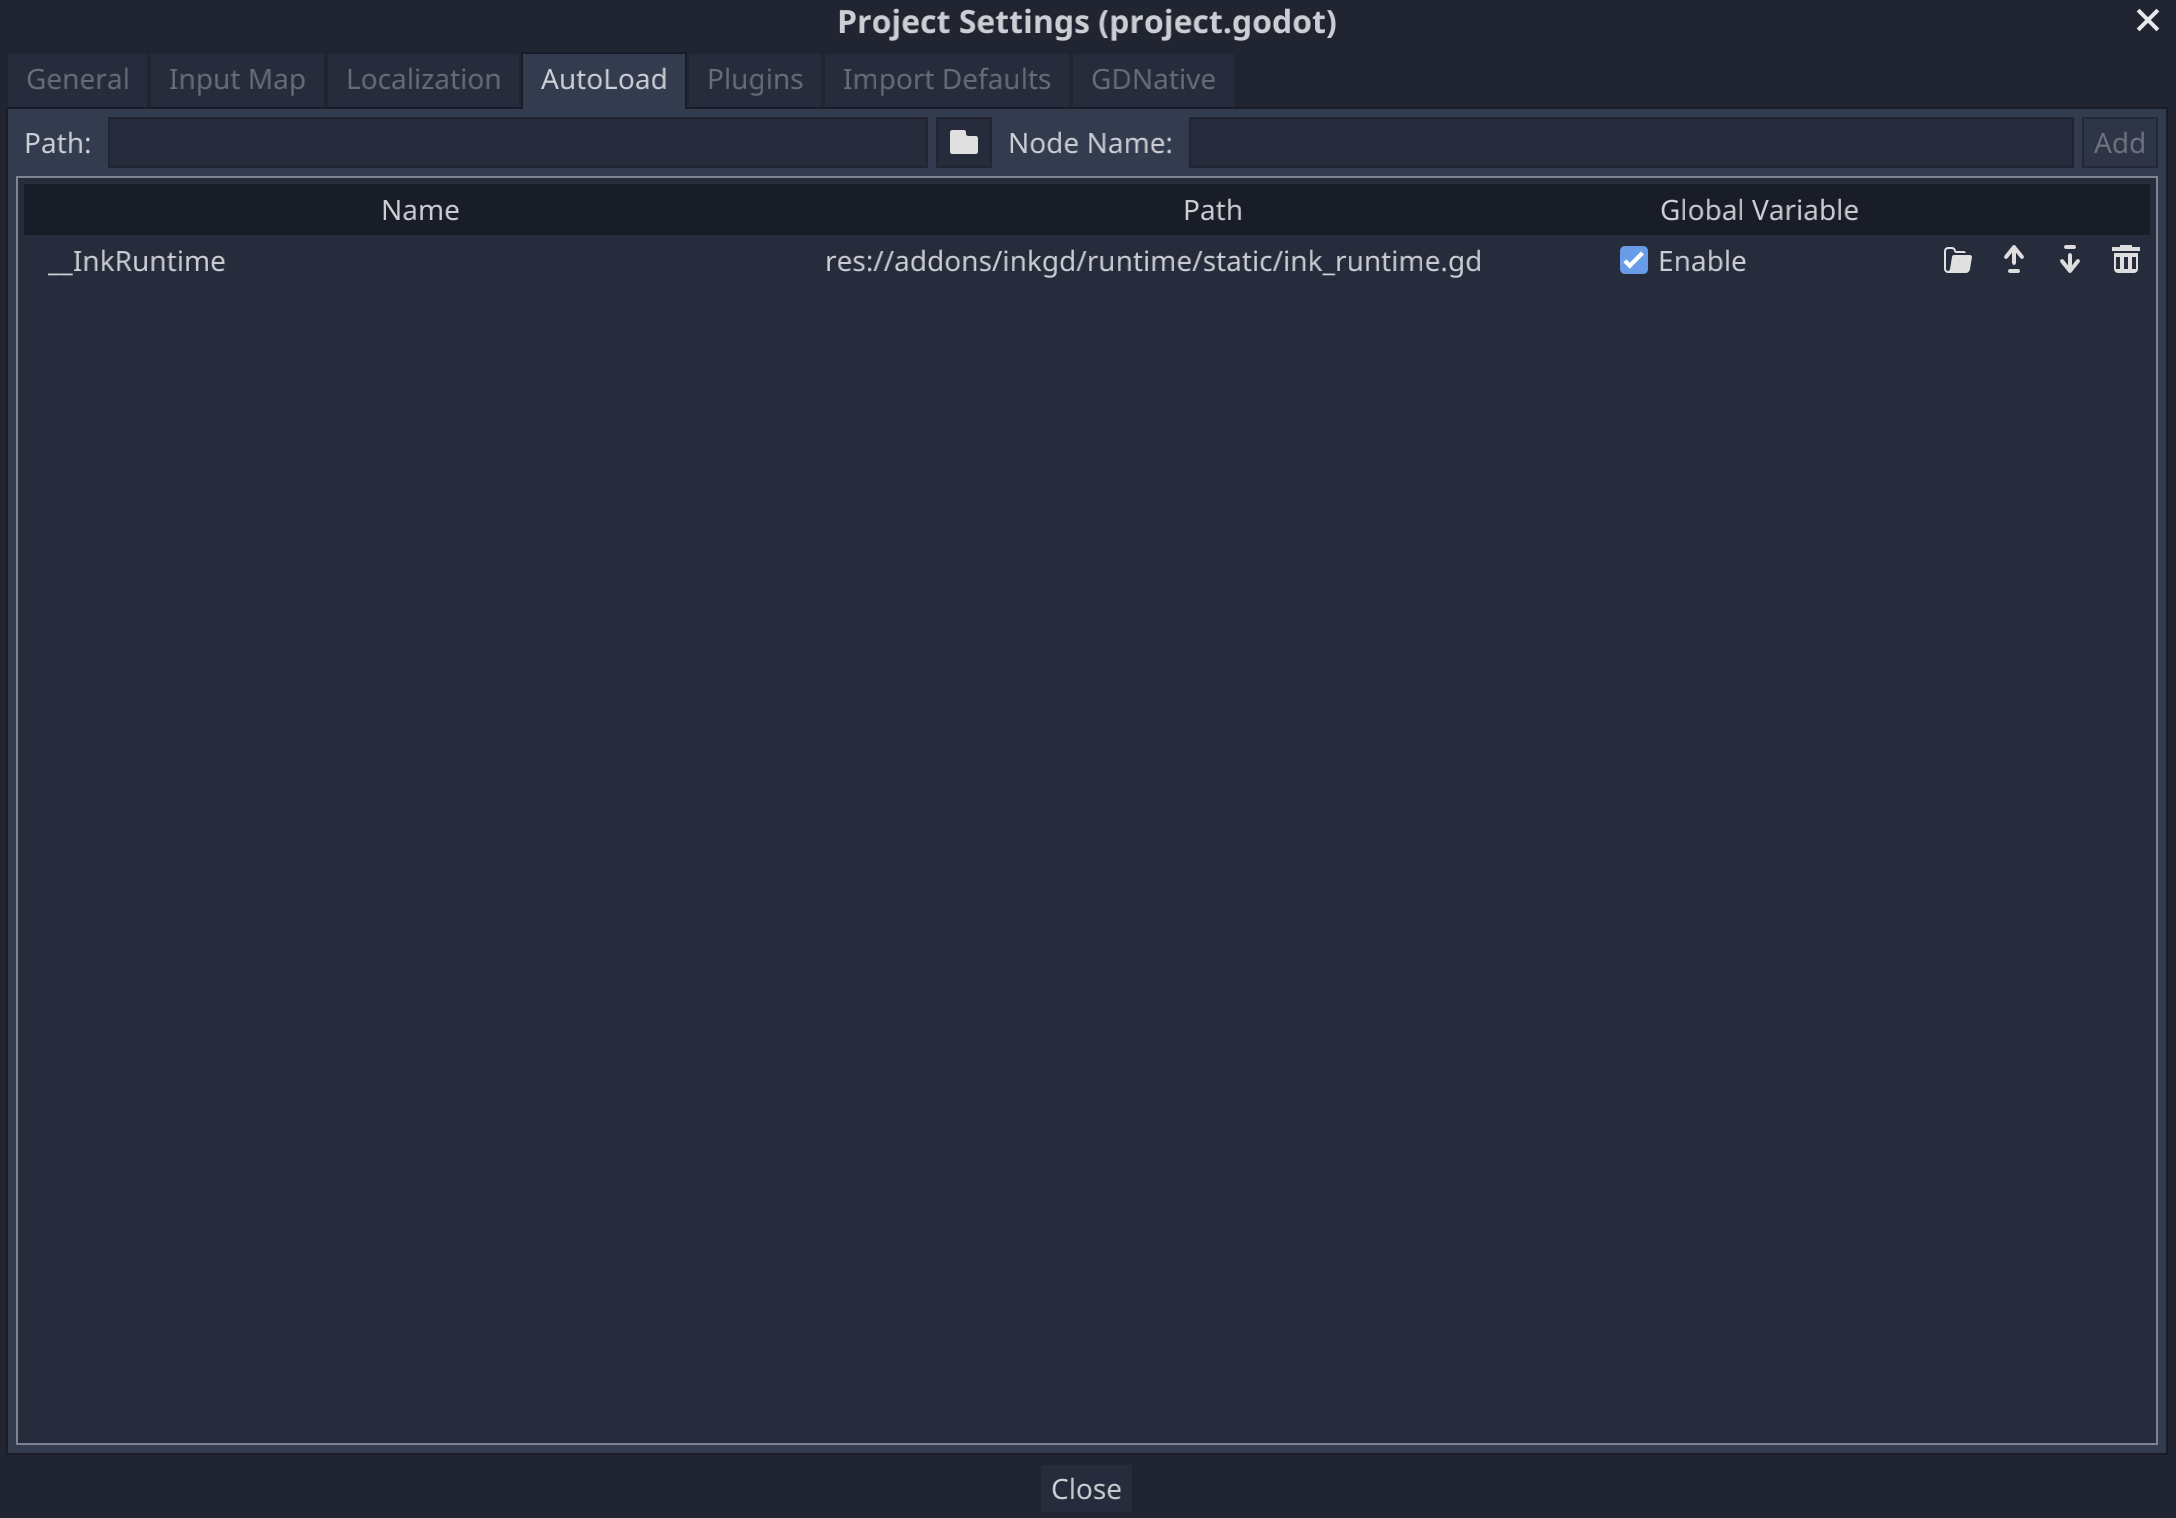 Project Settings (project.godot)
General Input Map Localization AutoLoad Plugins Import Defaults GDNative
Path: Node Name: Add
Name Path Global Variable
__InkRuntime res://addons/inkgd/runtime/static/ink_runtime.gd Enable
Close